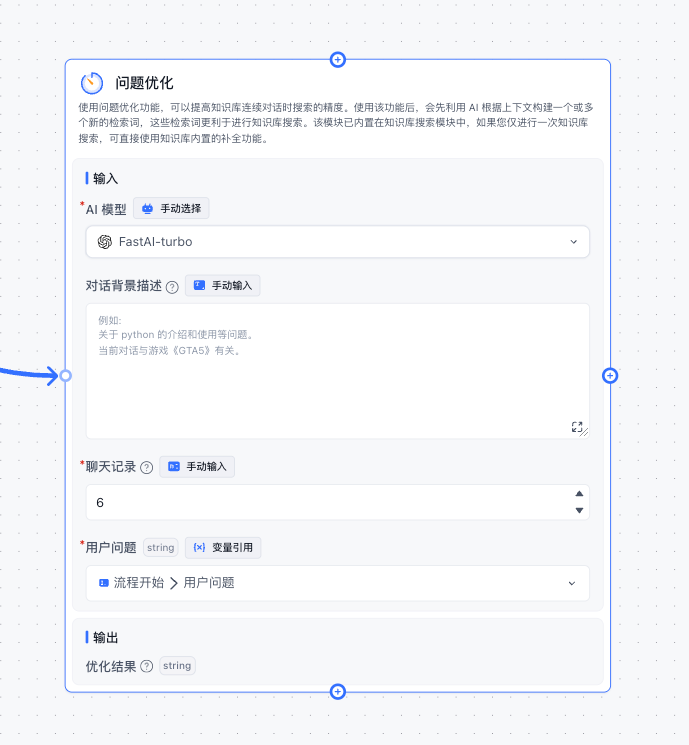 问题优化
使用问题优化功能，可以提高知识库连续对话时搜索的精度。使用该功能后，会先利用 AI 根据上下文构建一个或多
个新的检索词，这些检索词更利于进行知识库搜索。该模块已内置在知识库搜索模块中，如果您仅进行一次知识库
搜索，可直接使用知识库内置的补全功能。
输入
*AI 模型 手动选择
FastAI-turbo
对话背景描述 ? 手动输入
例如:
关于 python 的介绍和使用等问题。
当前对话与游戏《GTA5》有关。
*聊天记录 ? 手动输入
6
*用户问题 string {x} 变量引用
流程开始 > 用户问题
输出
优化结果 ? string